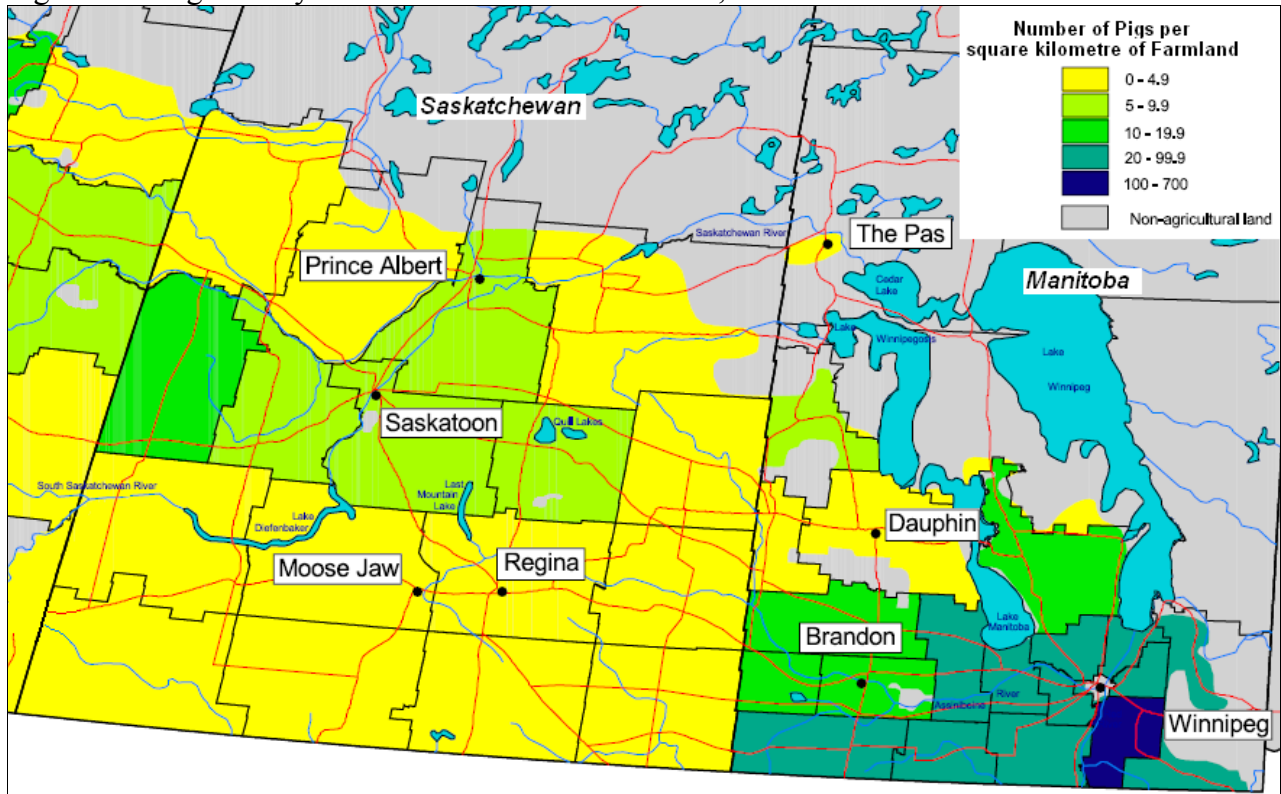 Number of Pigs per
square kilometre of Farmland
0 - 4.9
5 - 9.9
10 - 19.9
20 - 99.9
100 - 700
Non-agricultural land
Saskatchewan
Saskatchewan River
The Pas
Prince Albert
Cedar
Lake
Manitoba
Lake
Winnipegosis
Lake
Winnipeg
Saskatoon
Quill Lakes
South Saskatchewan River
Last
Mountain
Lake
Lake
Diefenbaker
Dauphin
Moose Jaw
Regina
Lake
Manitoba
Brandon
Assiniboine
River
Winnipeg